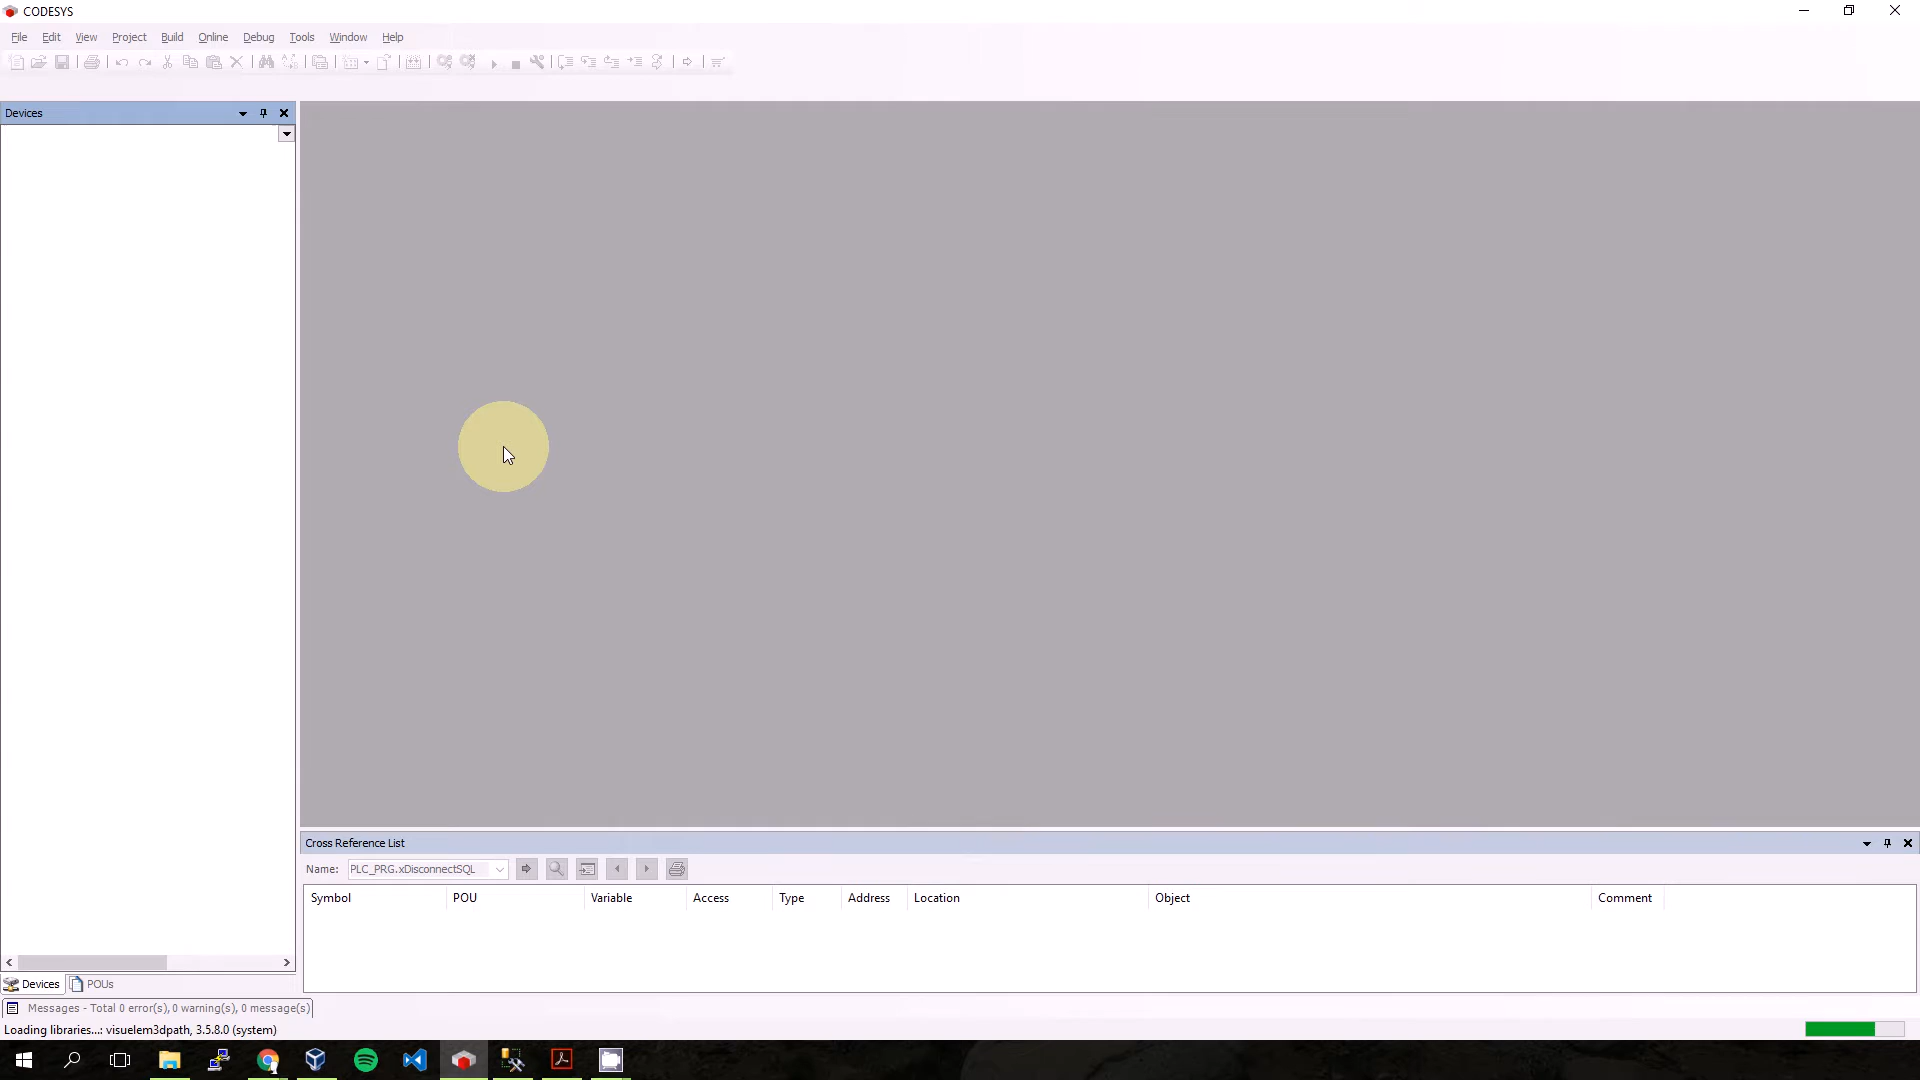 CODESYS
File Edit View Project Build Online Debug Tools Window Help
Devices
Cross Reference List
Name: PLC_PRG.xDisconnectSQL
Symbol POU Variable Access Type Address Location Object Comment
Devices POUs
Messages - Total 0 error(s), 0 warning(s), 0 message(s)
Loading libraries...: visuelem3dpath, 3.5.8.0 (system)